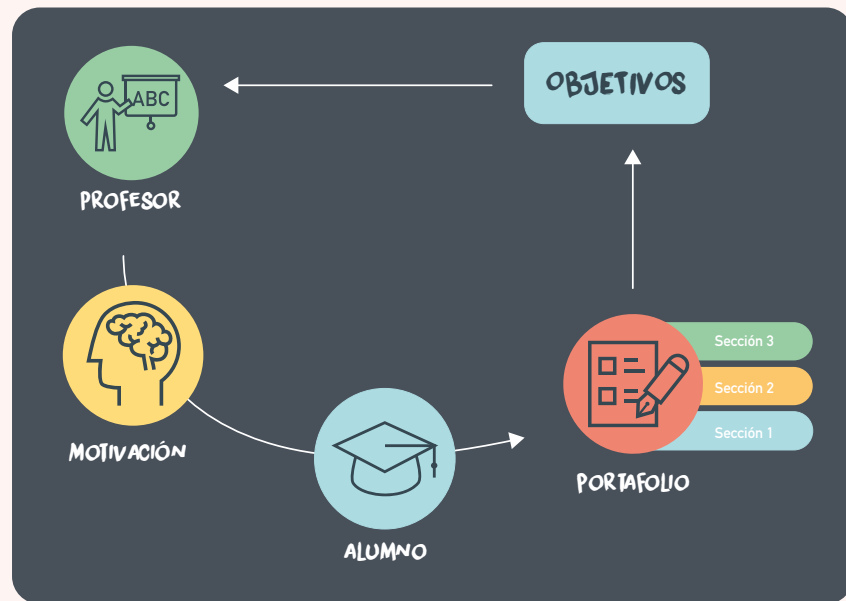 OBJETIVOS
ABC
PROFESOR
Sección 3
Sección 2
Sección 1
MOTIVACIÓN
PORTAFOLIO
ALUMNO